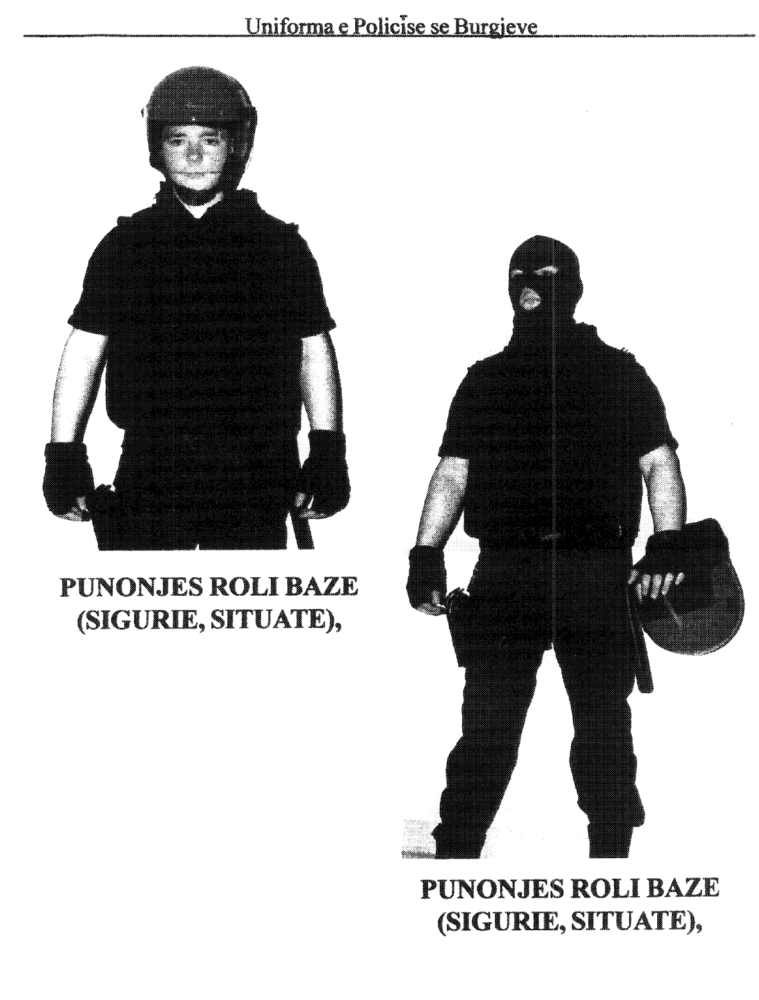 Uniforma e Policise se Burgjeve
PUNONJES ROLI BAZE
(SIGURIE, SITUATE),
PUNONJES ROLI BAZE
(SIGURIE, SITUATE),